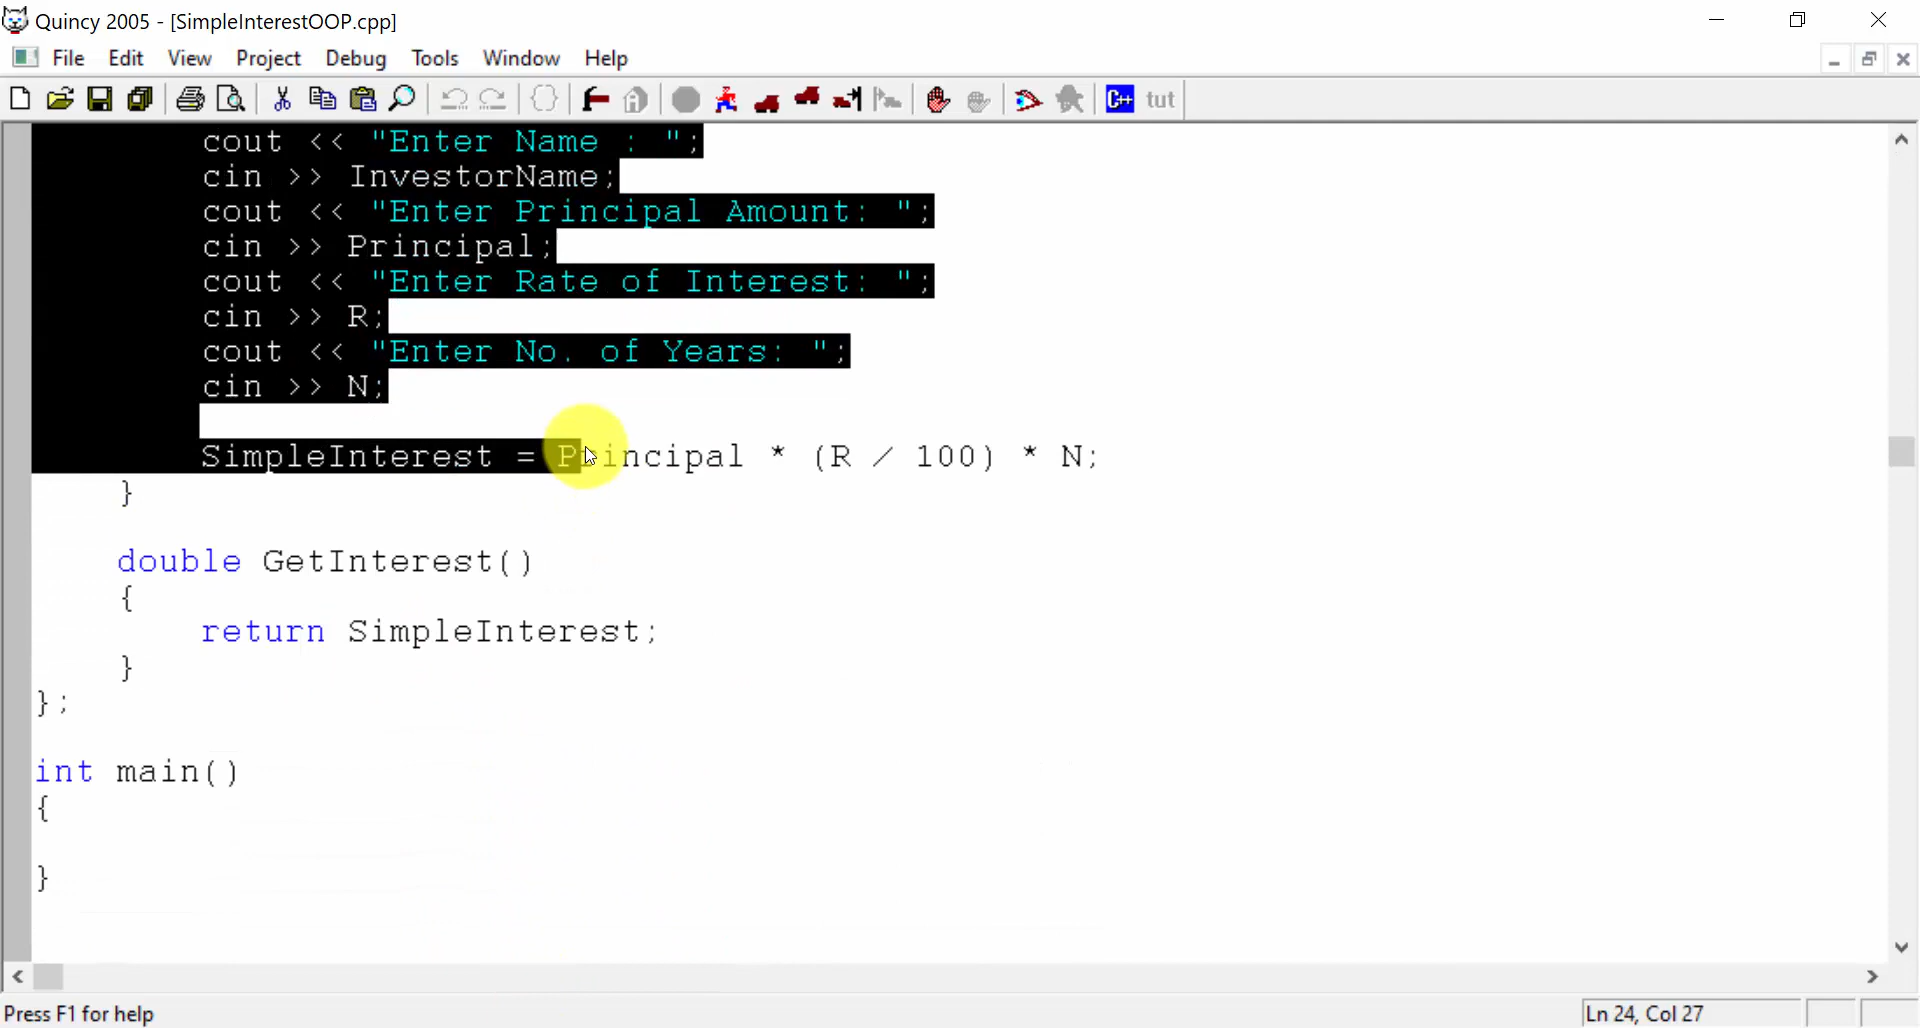 Quincy 2005 - [SimpleInterestOOP.cpp]
File Edit View Project Debug Tools Window Help
C++ tut
cout << "Enter Name : ";
cin >> InvestorName;
cout << "Enter Principal Amount: ";
cin >> Principal;
cout << "Enter Rate of Interest: ";
cin >> R;
cout << "Enter No. of Years: ";
cin >> N;
SimpleInterest = Principal * (R / 100) * N;
}
double GetInterest()
{
return SimpleInterest;
}
};
int main()
{
}
Press F1 for help
Ln 24, Col 27